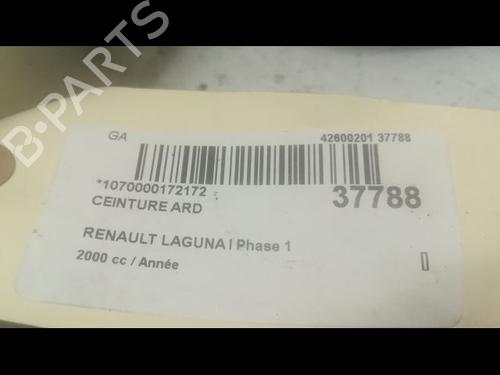 GA
42600201 37788
*1070000172172
37788
CEINTURE ARD
RENAULT LAGUNA I Phase 1
2000 cc / Année
B-PARTS